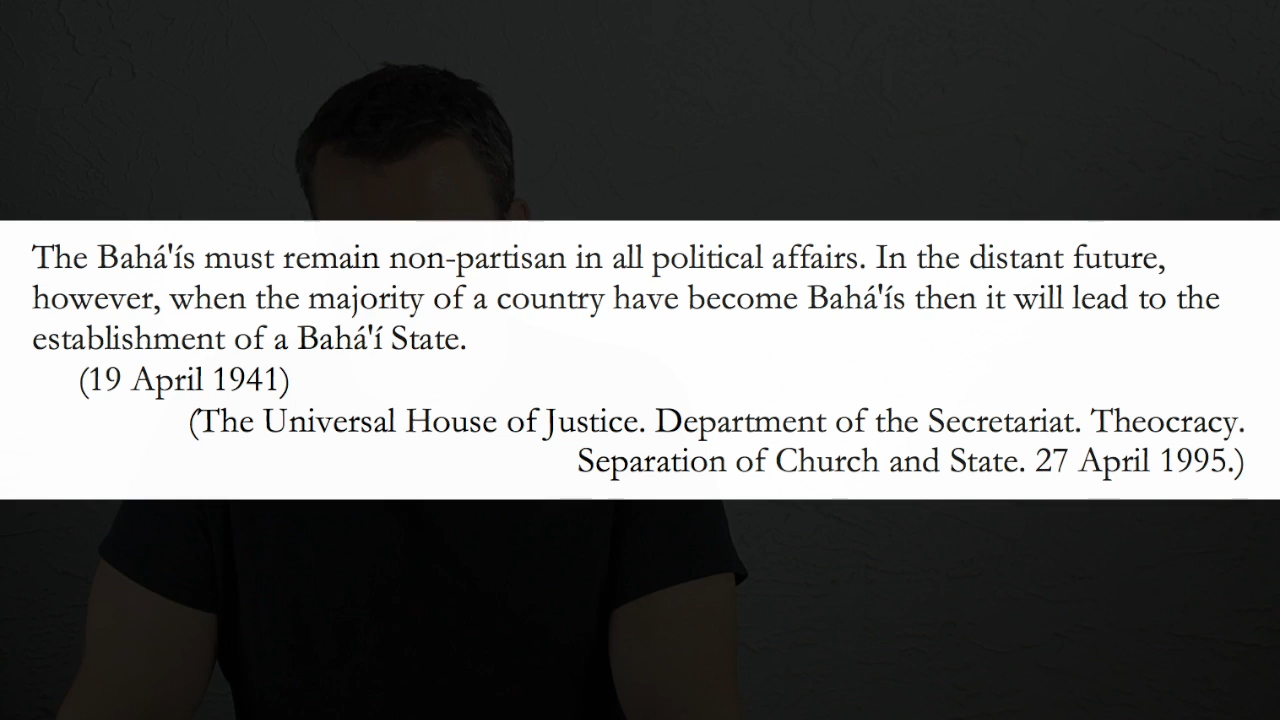 The Bahá'ís must remain non-partisan in all political affairs. In the distant future,
however, when the majority of a country have become Bahá'ís then it will lead to the
establishment of a Bahá'í State.
(19 April 1941)
(The Universal House of Justice. Department of the Secretariat. Theocracy.
Separation of Church and State. 27 April 1995.)